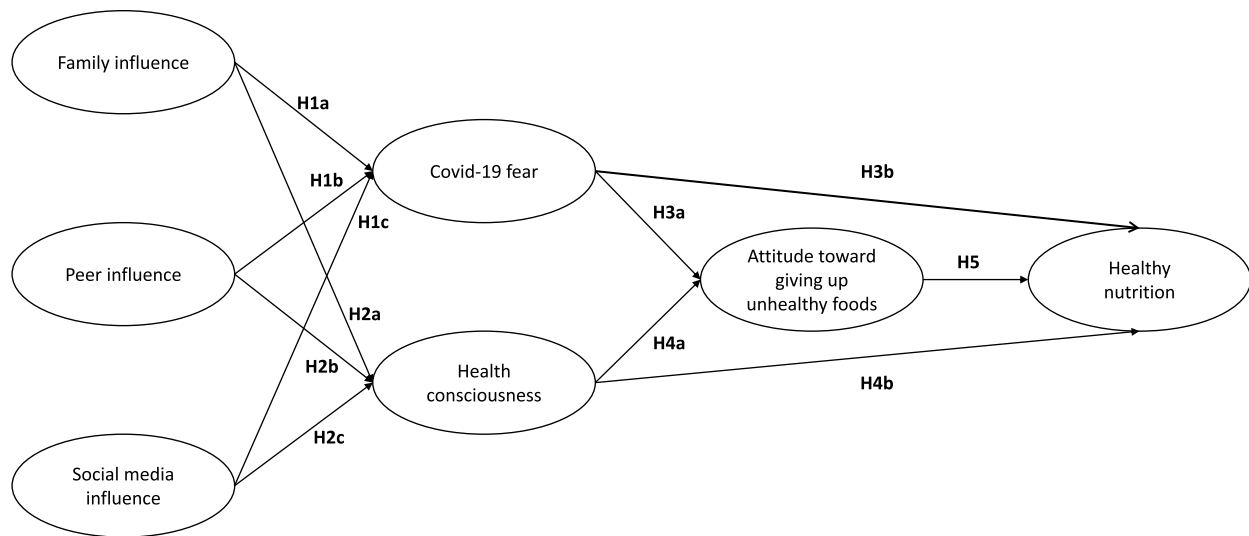 Family influence
H1a
H1b
Covid-19 fear
H3b
H1c
H3a
Peer influence
Attitude toward
giving up
unhealthy foods
H5
Healthy
nutrition
H2a
H2b
Health
consciousness
H4a
H4b
H2c
Social media
influence